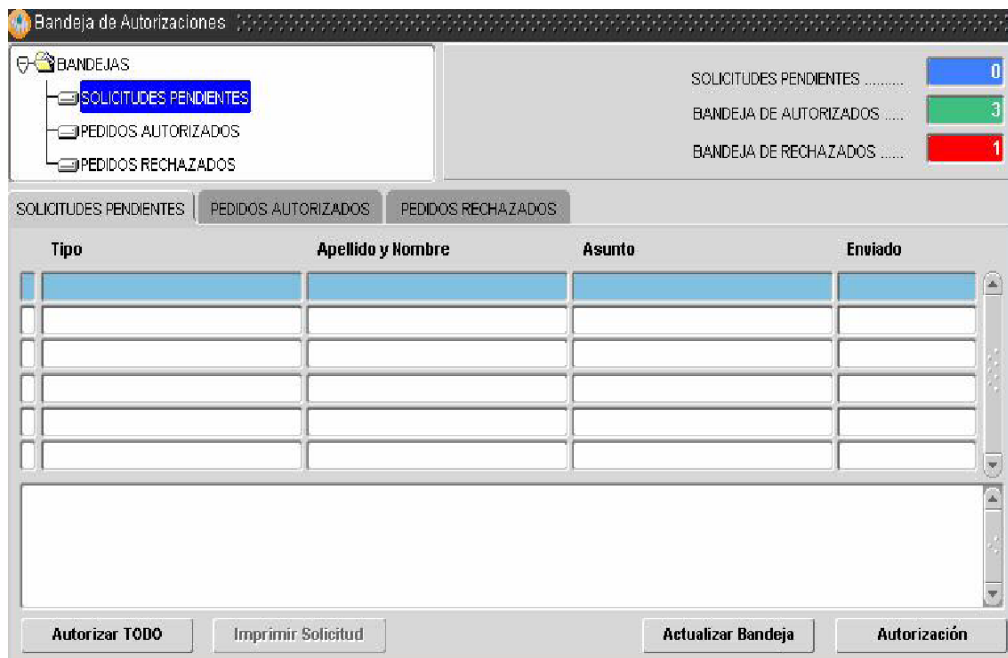 Bandeja de Autorizaciones
BANDEJAS
SOLICITUDES PENDIENTES
PEDIDOS AUTORIZADOS
PEDIDOS RECHAZADOS
SOLICITUDES PENDIENTES .......... 0
BANDEJA DE AUTORIZADOS ..... 3
BANDEJA DE RECHAZADOS ...... 1
SOLICITUDES PENDIENTES PEDIDOS AUTORIZADOS PEDIDOS RECHAZADOS
Tipo Apellido y Nombre Asunto Enviado
Autorizar TODO Imprimir Solicitud Actualizar Bandeja Autorización